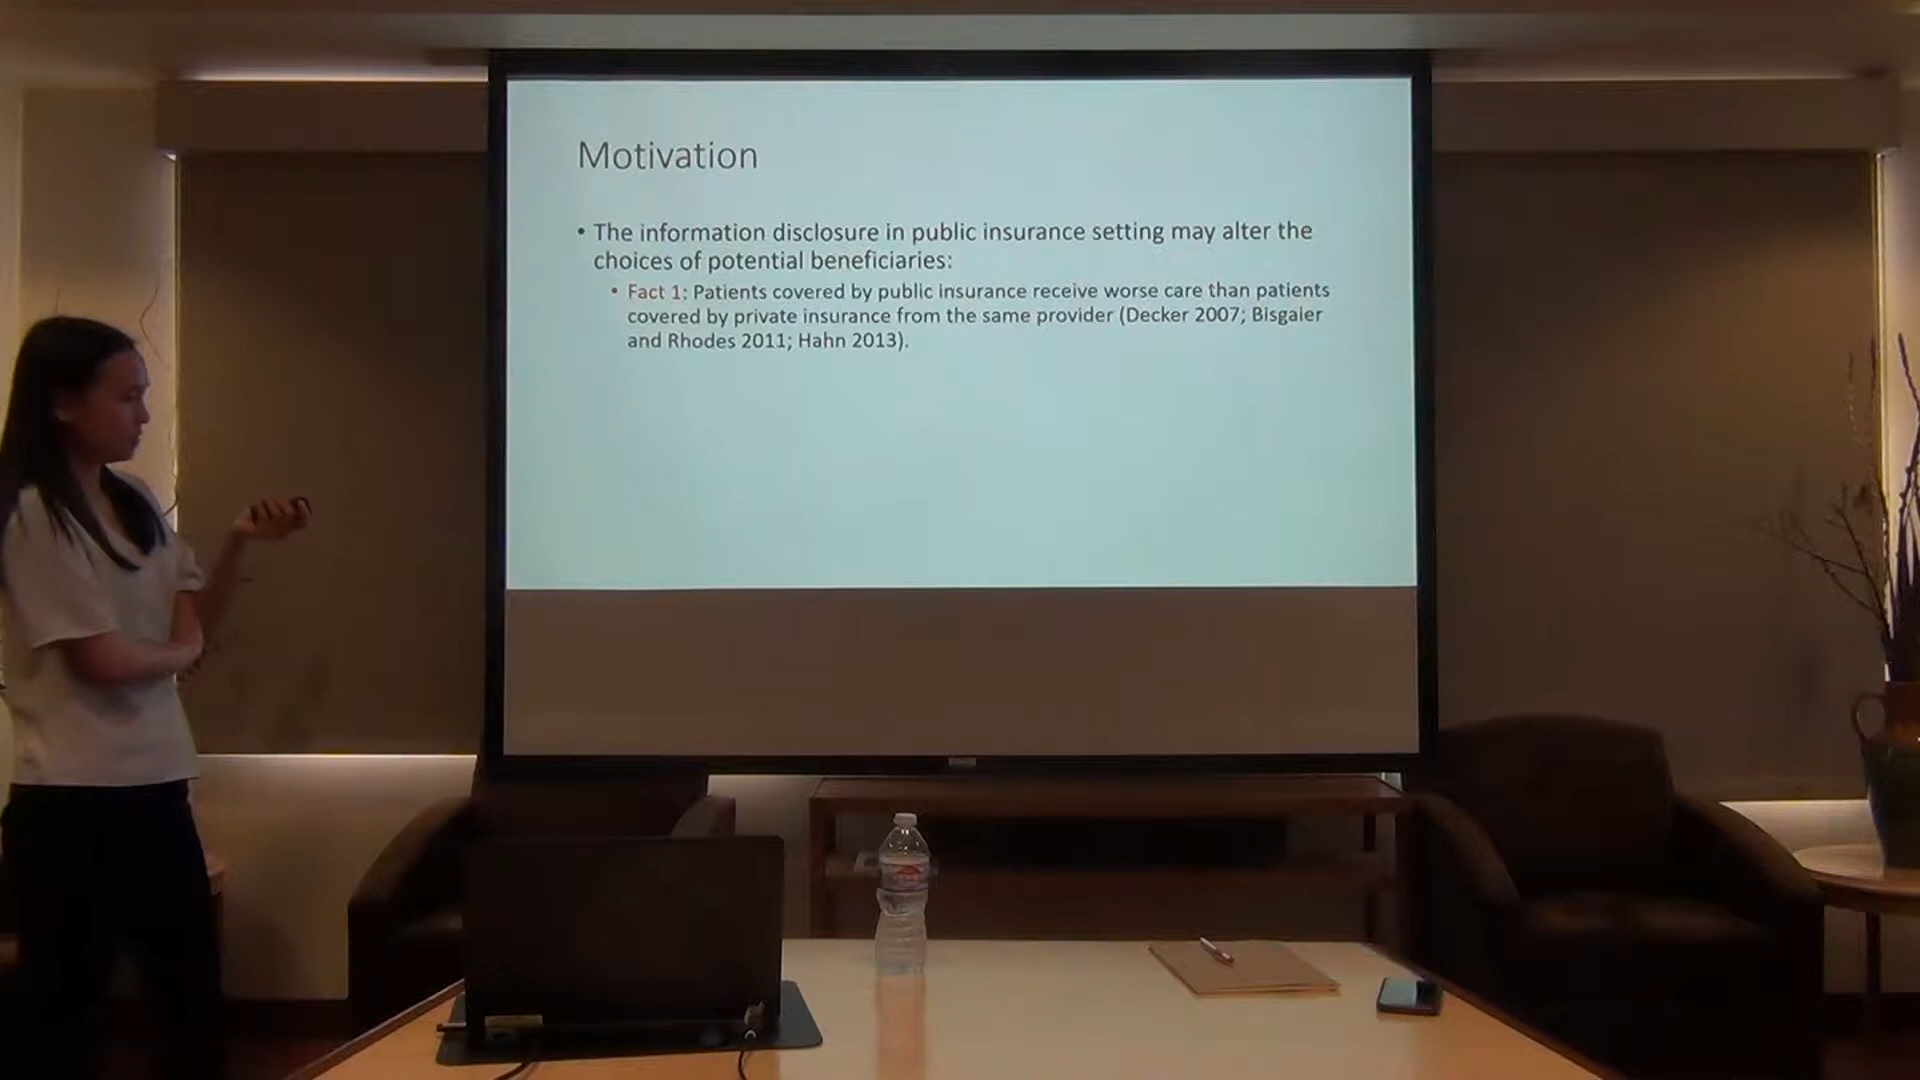 Motivation
• The information disclosure in public insurance setting may alter the
choices of potential beneficiaries:
• Fact 1: Patients covered by public insurance receive worse care than patients
covered by private insurance from the same provider (Decker 2007; Bisgaier
and Rhodes 2011; Hahn 2013).